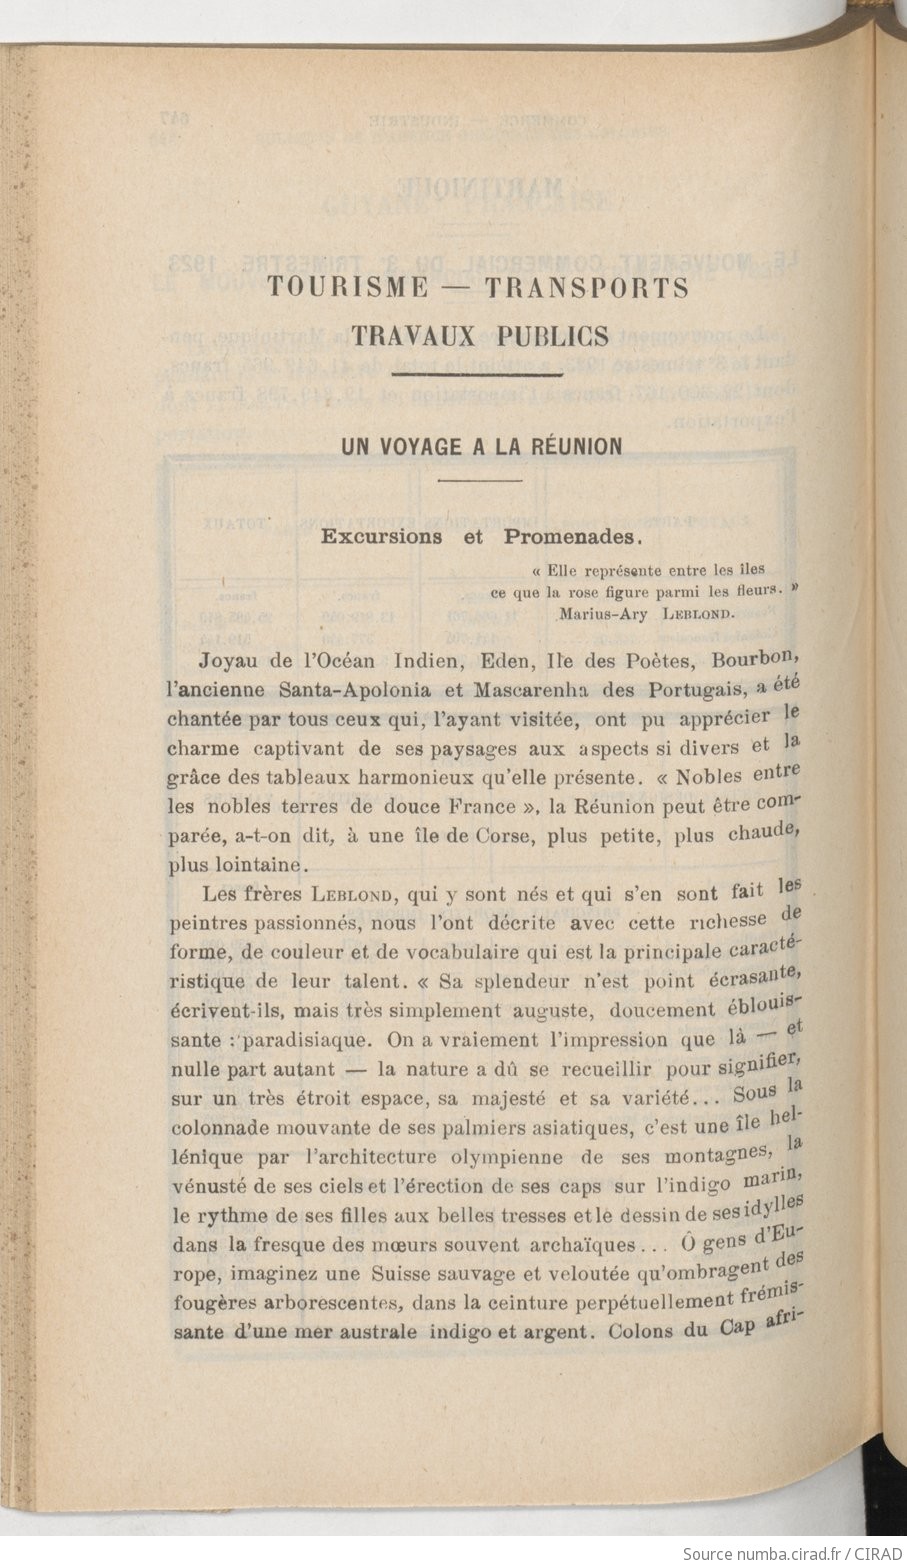 TOURISME — TRANSPORTS
TRAVAUX PUBLICS
UN VOYAGE A LA RÉUNION
Excursions et Promenades.
« Elle représente entre les îles
ce que la rose figure parmi les fleurs. »
Marius-Ary LEBLOND.
Joyau de l'Océan Indien, Eden, Ile des Poètes, Bourbon,
l'ancienne Santa-Apolonia et Mascarenha des Portugais, a été
chantée par tous ceux qui, l'ayant visitée, ont pu apprécier le
charme captivant de ses paysages aux aspects si divers et la
grâce des tableaux harmonieux qu'elle présente. « Nobles entre
les nobles terres de douce France », la Réunion peut être com-
parée, a-t-on dit, à une île de Corse, plus petite, plus chaude,
plus lointaine.
Les frères LEBLOND, qui y sont nés et qui s'en sont fait les
peintres passionnés, nous l'ont décrite avec cette richesse de
forme, de couleur et de vocabulaire qui est la principale caracté-
ristique de leur talent. « Sa splendeur n'est point écrasante,
écrivent-ils, mais très simplement auguste, doucement éblouis-
sante : paradisiaque. On a vraiment l'impression que là — et
nulle part autant — la nature a dû se recueillir pour signifier,
sur un très étroit espace, sa majesté et sa variété... Sous la
colonnade mouvante de ses palmiers asiatiques, c'est une île hel-
lénique par l'architecture olympienne de ses montagnes, la
vénusté de ses ciels et l'érection de ses caps sur l'indigo marin,
le rythme de ses filles aux belles tresses et le dessin de ses idylles
dans la fresque des mœurs souvent archaïques... Ô gens d'Eu-
rope, imaginez une Suisse sauvage et veloutée qu'ombragent des
fougères arborescentes, dans la ceinture perpétuellement frémis-
sante d'une mer australe indigo et argent. Colons du Cap afri-
Source numba.cirad.fr / CIRAD